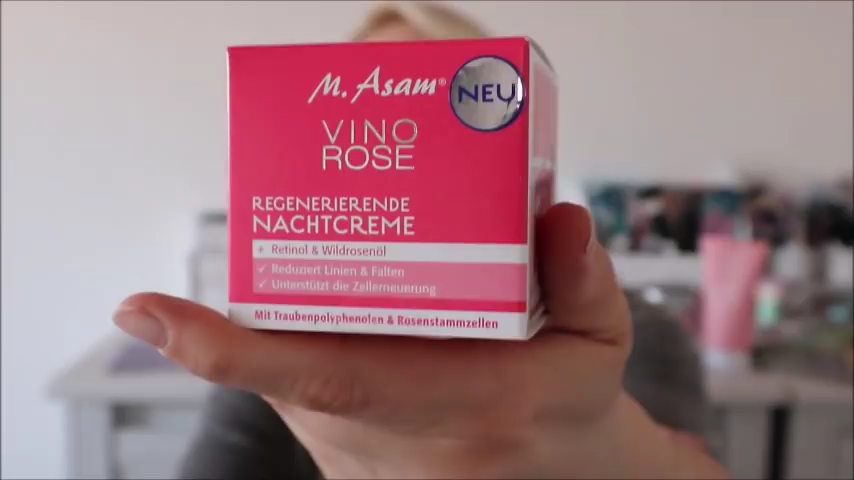 M. Asam®
NEU!
VINO
ROSE
REGENERIERENDE
NACHTCREME
+ Retinol & Wildrosenöl
✓ Reduziert Linien & Falten
✓ Unterstützt die Zellerneuerung
Mit Traubenpolyphenolen & Rosenstammzellen